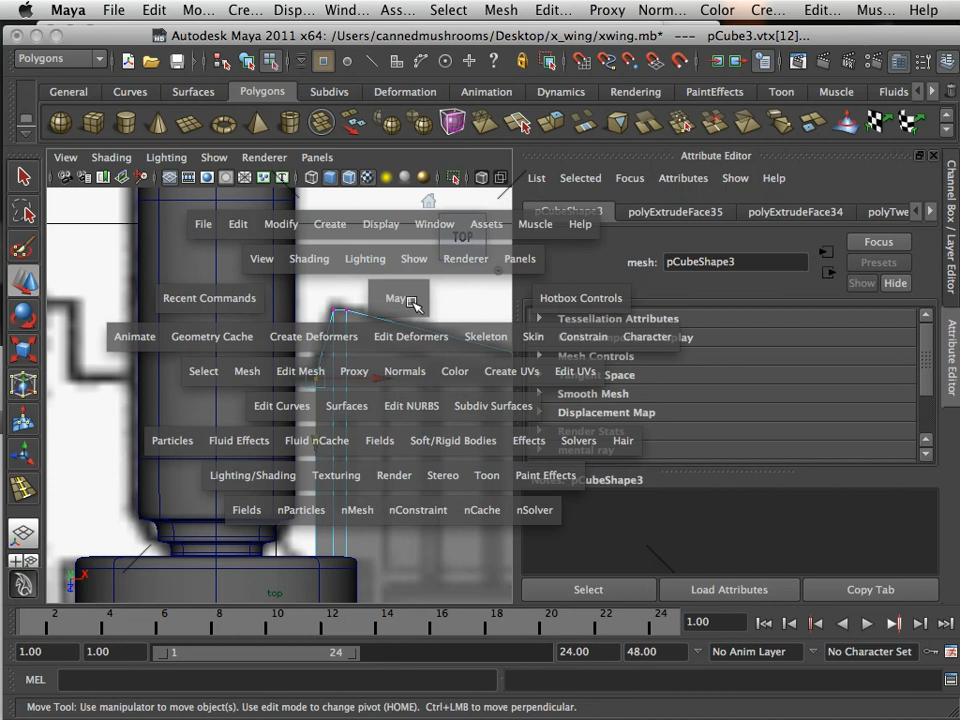 Maya File Edit Mo... Cre... Disp... Win... Ass... Select Mesh Edit... Proxy Norm... Color Cre... Edit... Mus... Help
Autodesk Maya 2011 x64: /Users/cannedmushrooms/Desktop/x_wing/xwing.mb* --- pCube3.vtx[12]...
Polygons
General Curves Surfaces Polygons Subdivs Deformation Animation Dynamics Rendering PaintEffects Toon Muscle Fluids
View Shading Lighting Show Renderer Panels
Attribute Editor
List Selected Focus Attributes Show Help
pCubeShape3 polyExtrudeFace35 polyExtrudeFace34 polyTwe
File Edit Modify Create Display Window Assets Muscle Help
TOP
Focus
View Shading Lighting Show Renderer Panels
mesh: pCubeShape3
Presets
Show Hide
Recent Commands May Hotbox Controls
Tessellation Attributes
Animate Geometry Cache Create Deformers Edit Deformers Skeleton Skin Constrain Character
play
Mesh Controls
Select Mesh Edit Mesh Proxy Normals Color Create UVs Edit UVs
Tangent Space
Smooth Mesh
Edit Curves Surfaces Edit NURBS Subdiv Surfaces
Displacement Map
Render Stats
Particles Fluid Effects Fluid nCache Fields Soft/Rigid Bodies Effects Solvers Hair
mental ray
Lighting/Shading Texturing Render Stereo Toon Paint Effects
Notes: pCubeShape3
Fields nParticles nMesh nConstraint nCache nSolver
Y X
Z
top
Select Load Attributes Copy Tab
Channel Box / Layer Editor
Attribute Editor
2 4 6 8 10 12 14 16 18 20 22 24
1.00
1.00 1.00 1 24 24.00 48.00 No Anim Layer No Character Set
MEL
Move Tool: Use manipulator to move object(s). Use edit mode to change pivot (HOME). Ctrl+LMB to move perpendicular.